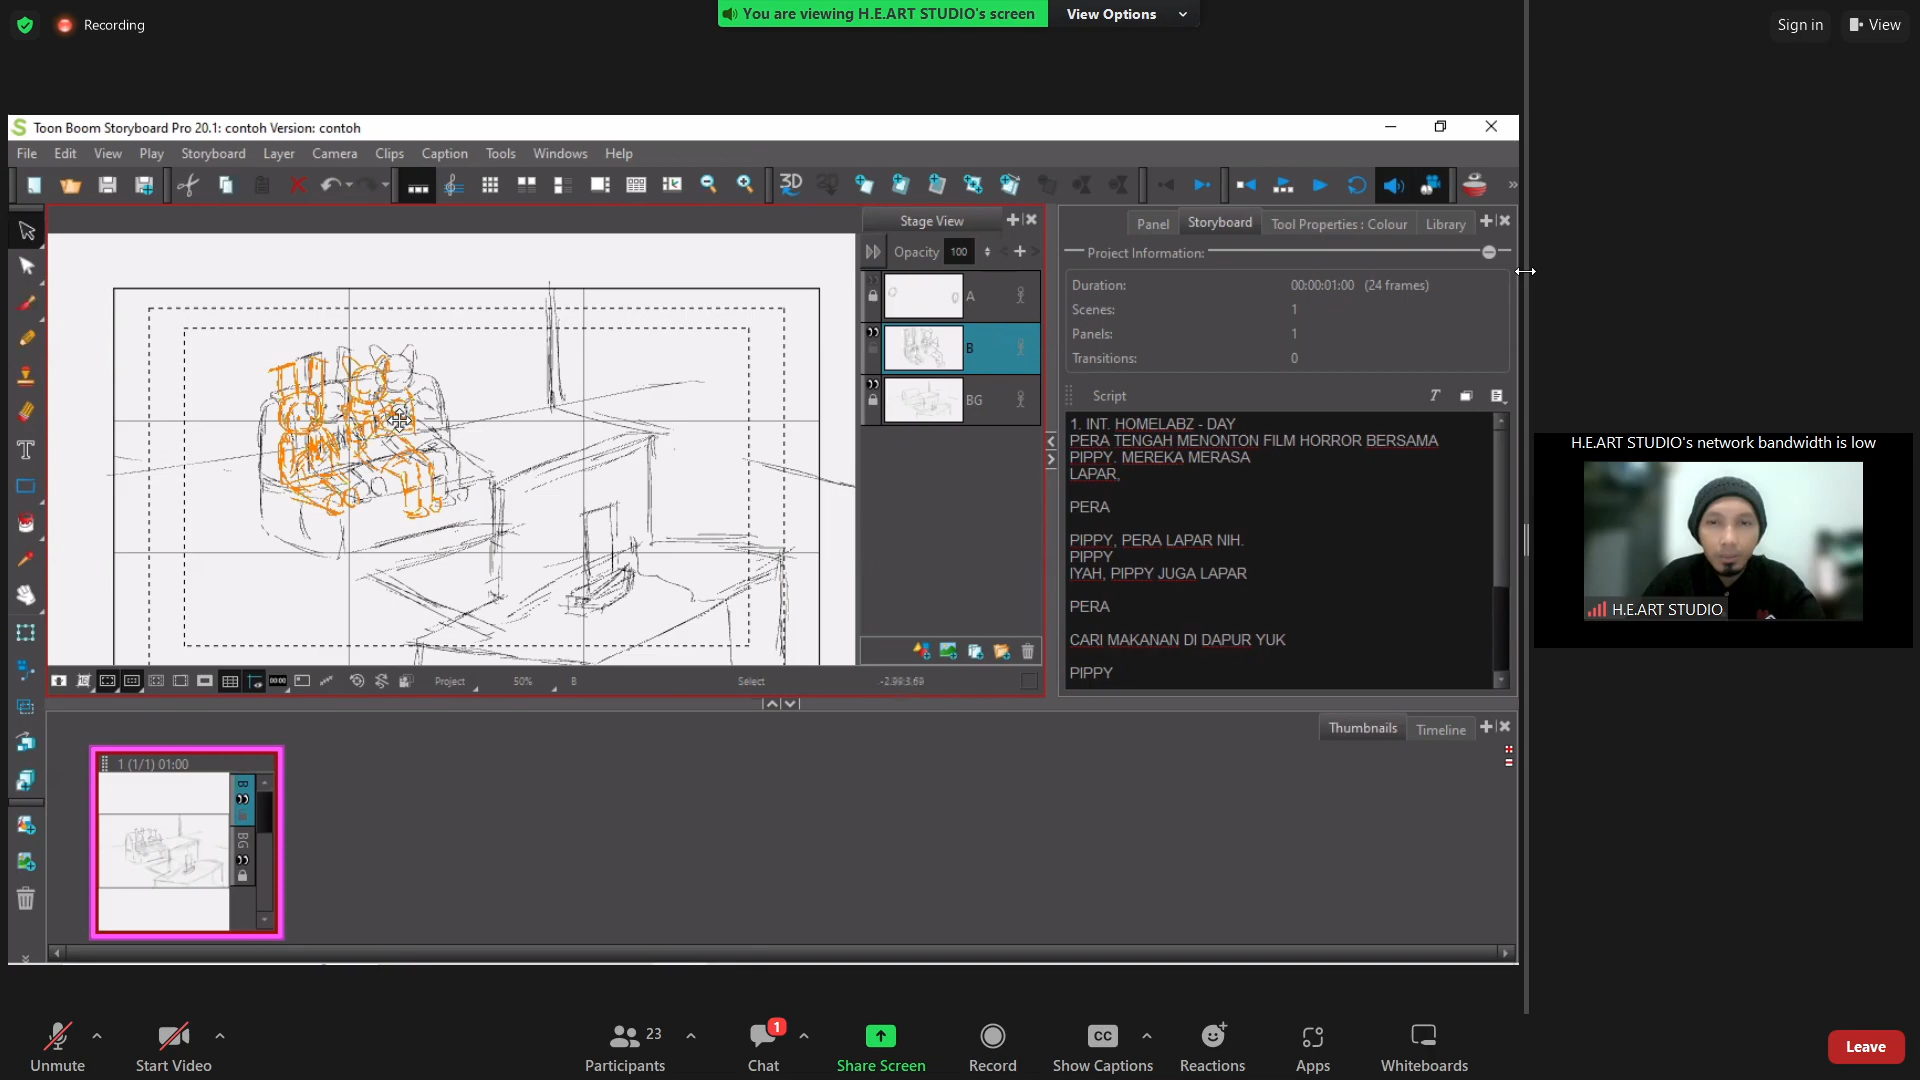 Recording
You are viewing H.E.ART STUDIO's screen
View Options
Sign in
View
Toon Boom Storyboard Pro 20.1: contoh Version: contoh
File Edit View Play Storyboard Layer Camera Clips Caption Tools Windows Help
3D
Stage View
Opacity 100
A
B
BG
Project 50% B Select -2.99:3.69
Panel Storyboard Tool Properties : Colour Library
Project Information:
Duration: 00:00:01:00 (24 frames)
Scenes: 1
Panels: 1
Transitions: 0
Script
1. INT. HOMELABZ - DAY
PERA TENGAH MENONTON FILM HORROR BERSAMA
PIPPY. MEREKA MERASA
LAPAR,
PERA
PIPPY, PERA LAPAR NIH.
PIPPY
IYAH, PIPPY JUGA LAPAR
PERA
CARI MAKANAN DI DAPUR YUK
PIPPY
H.E.ART STUDIO's network bandwidth is low
H.E.ART STUDIO
Thumbnails Timeline
1 (1/1) 01:00
B
BG
Unmute
Start Video
23
Participants
1
Chat
Share Screen
Record
CC
Show Captions
Reactions
Apps
Whiteboards
Leave